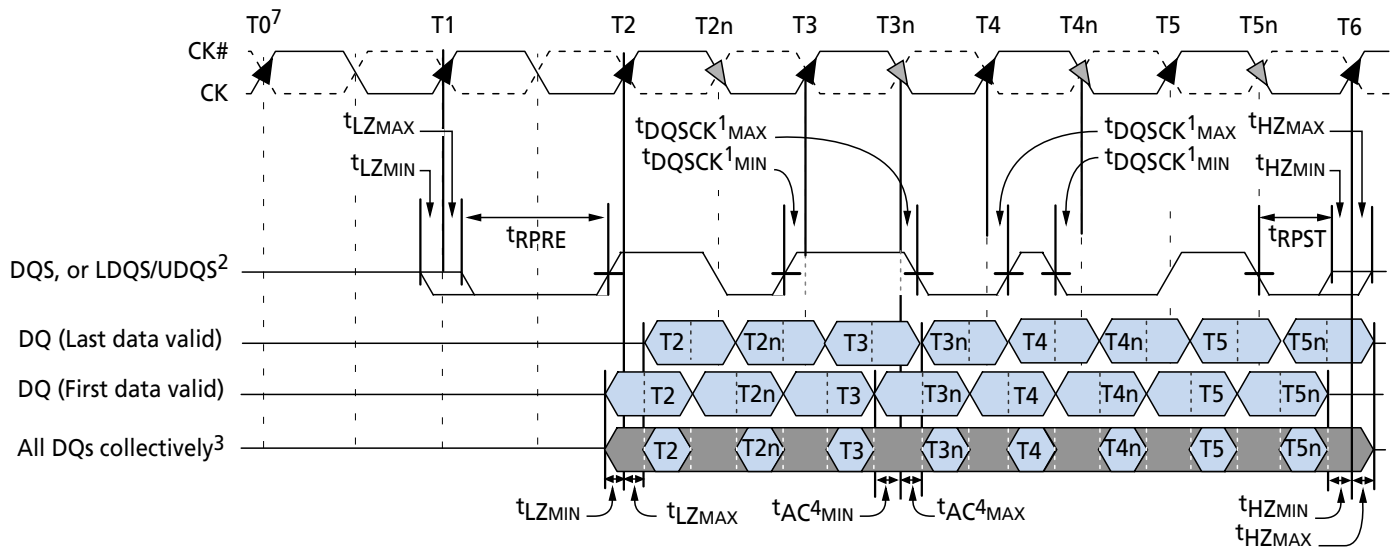 T0⁷ T1 T2 T2n T3 T3n T4 T4n T5 T5n T6
CK#
CK
tLZMAX tDQSCK¹MAX tDQSCK¹MAX tHZMAX
tLZMIN tDQSCK¹MIN tDQSCK¹MIN tHZMIN
tRPRE tRPST
DQS, or LDQS/UDQS²
DQ (Last data valid) T2 T2n T3 T3n T4 T4n T5 T5n
DQ (First data valid) T2 T2n T3 T3n T4 T4n T5 T5n
All DQs collectively³ T2 T2n T3 T3n T4 T4n T5 T5n
tLZMIN tLZMAX tAC⁴MIN tAC⁴MAX tHZMIN
tHZMAX